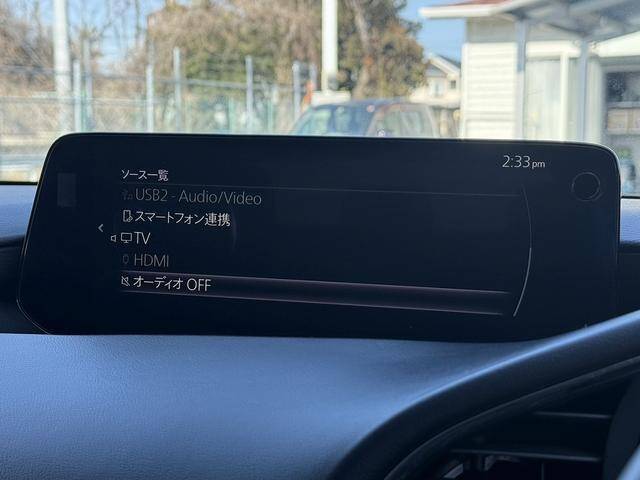 ソース一覧
2:33pm
USB2 - Audio/Video
スマートフォン連携
TV
HDMI
オーディオ OFF